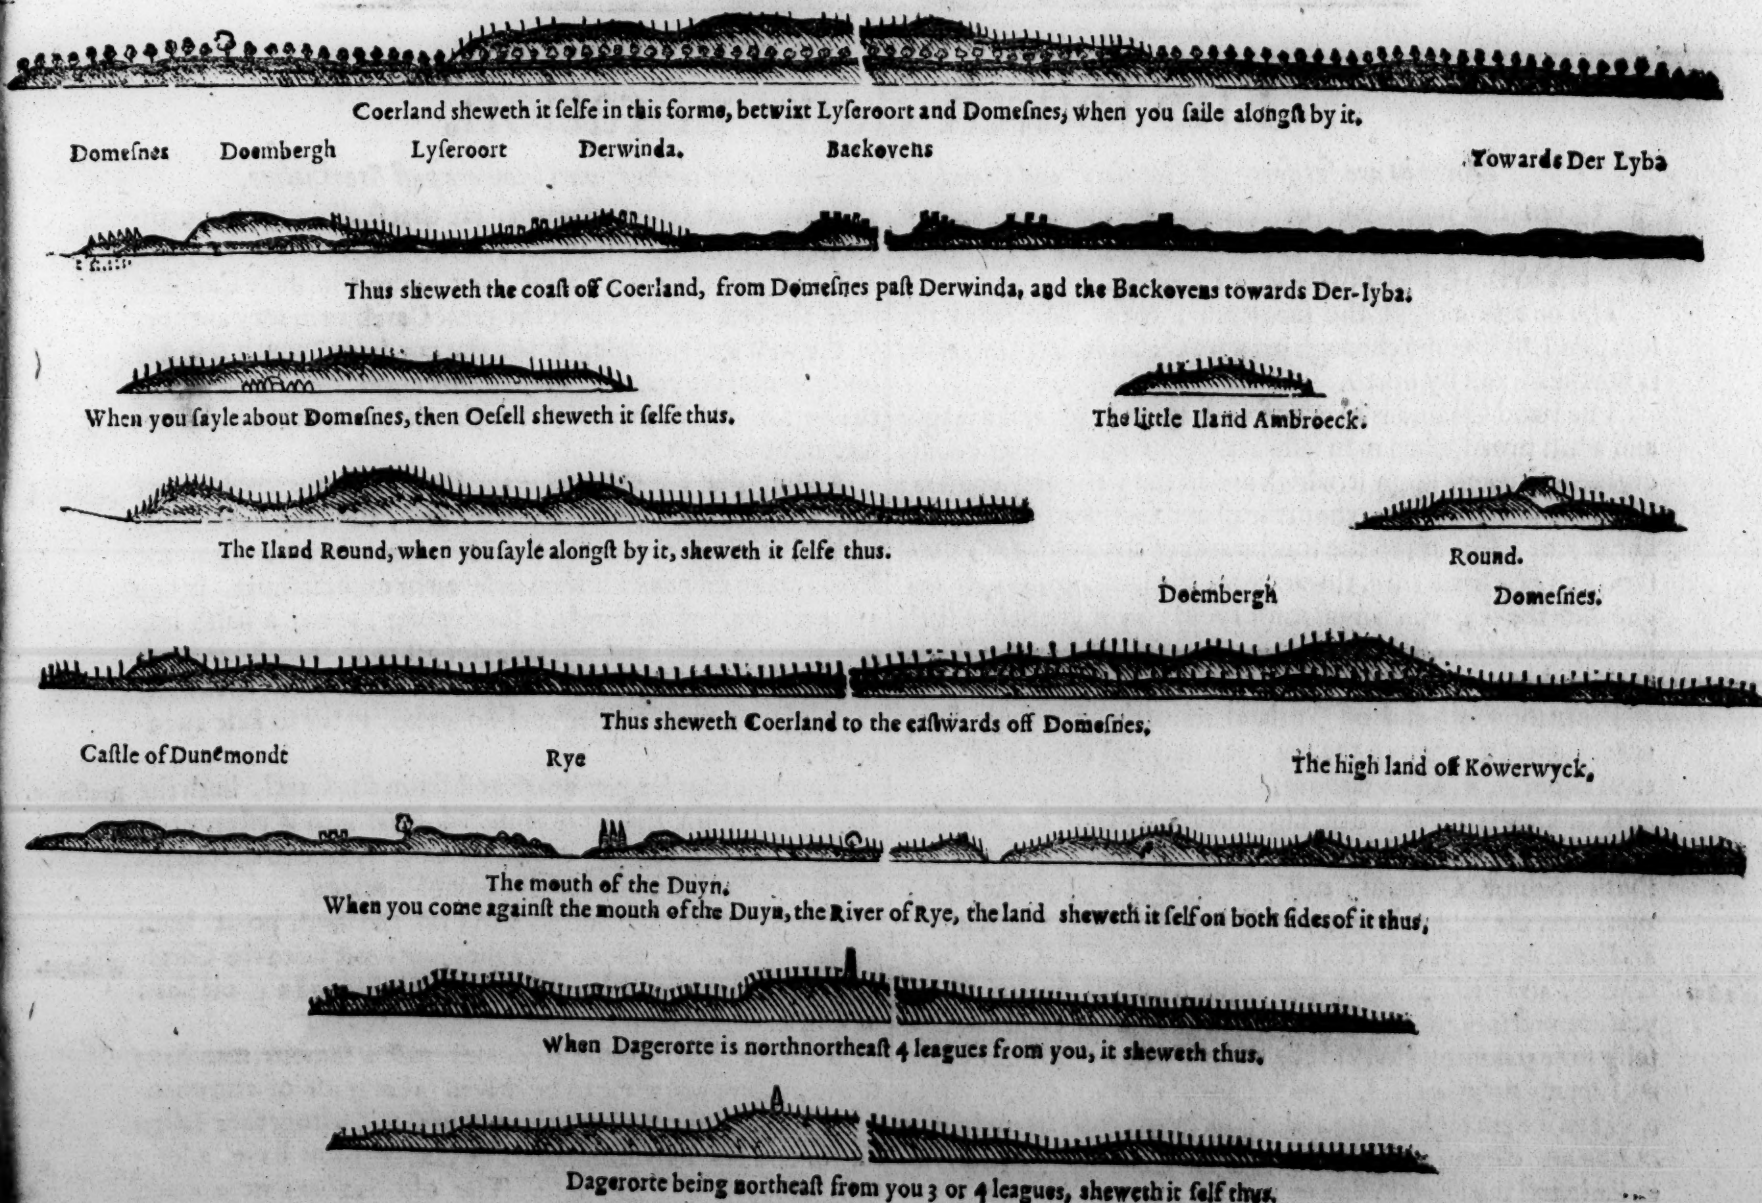 Coerland sheweth it ſelfe in this forme, betwixt Lyſeroort and Domeſnes, when you ſaile alongſt by it.
Domeſnes Doembergh Lyſeroort Derwinda. Backovens Towards Der Lyba
Thus sheweth the coaſt off Coerland, from Domeſnes paſt Derwinda, and the Backovens towards Der-lyba.
When you ſayle about Domeſnes, then Oeſell sheweth it ſelfe thus. The little Iland Ambroeck.
The Iland Round, when you ſayle alongſt by it, sheweth it ſelfe thus. Round.
Doembergh Domeſnes.
Thus sheweth Coerland to the eaſtwards off Domeſnes.
Caſtle of Dunemonde Rye The high land off Kowerwyck.
The mouth of the Duyn.
When you come againſt the mouth of the Duyn, the River of Rye, the land sheweth it ſelf on both ſides of it thus,
When Dagerorte is northnortheaſt 4 leagues from you, it sheweth thus.
Dagerorte being northeaſt from you 3 or 4 leagues, sheweth it ſelf thus.